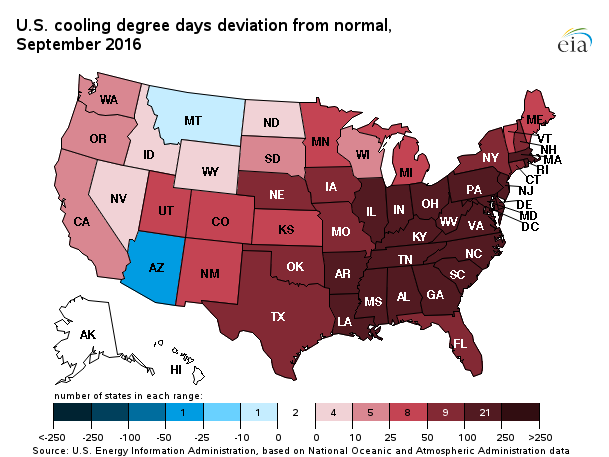 U.S. cooling degree days deviation from normal,
September 2016
eia
WA
MT
ND
MN
ME
OR
ID
SD
WI
MI
NY
VT
NH
MA
RI
CT
WY
NV
NE
IA
PA
NJ
DE
MD
DC
CA
UT
CO
KS
MO
IL
IN
OH
WV
VA
KY
AZ
NM
OK
AR
TN
NC
SC
TX
LA
MS
AL
GA
FL
AK
HI
number of states in each range:
1 1 2 4 5 8 9 21
<-250 -250 -100 -50 -25 -10 0 0 10 25 50 100 250 >250
Source: U.S. Energy Information Administration, based on National Oceanic and Atmospheric Administration data